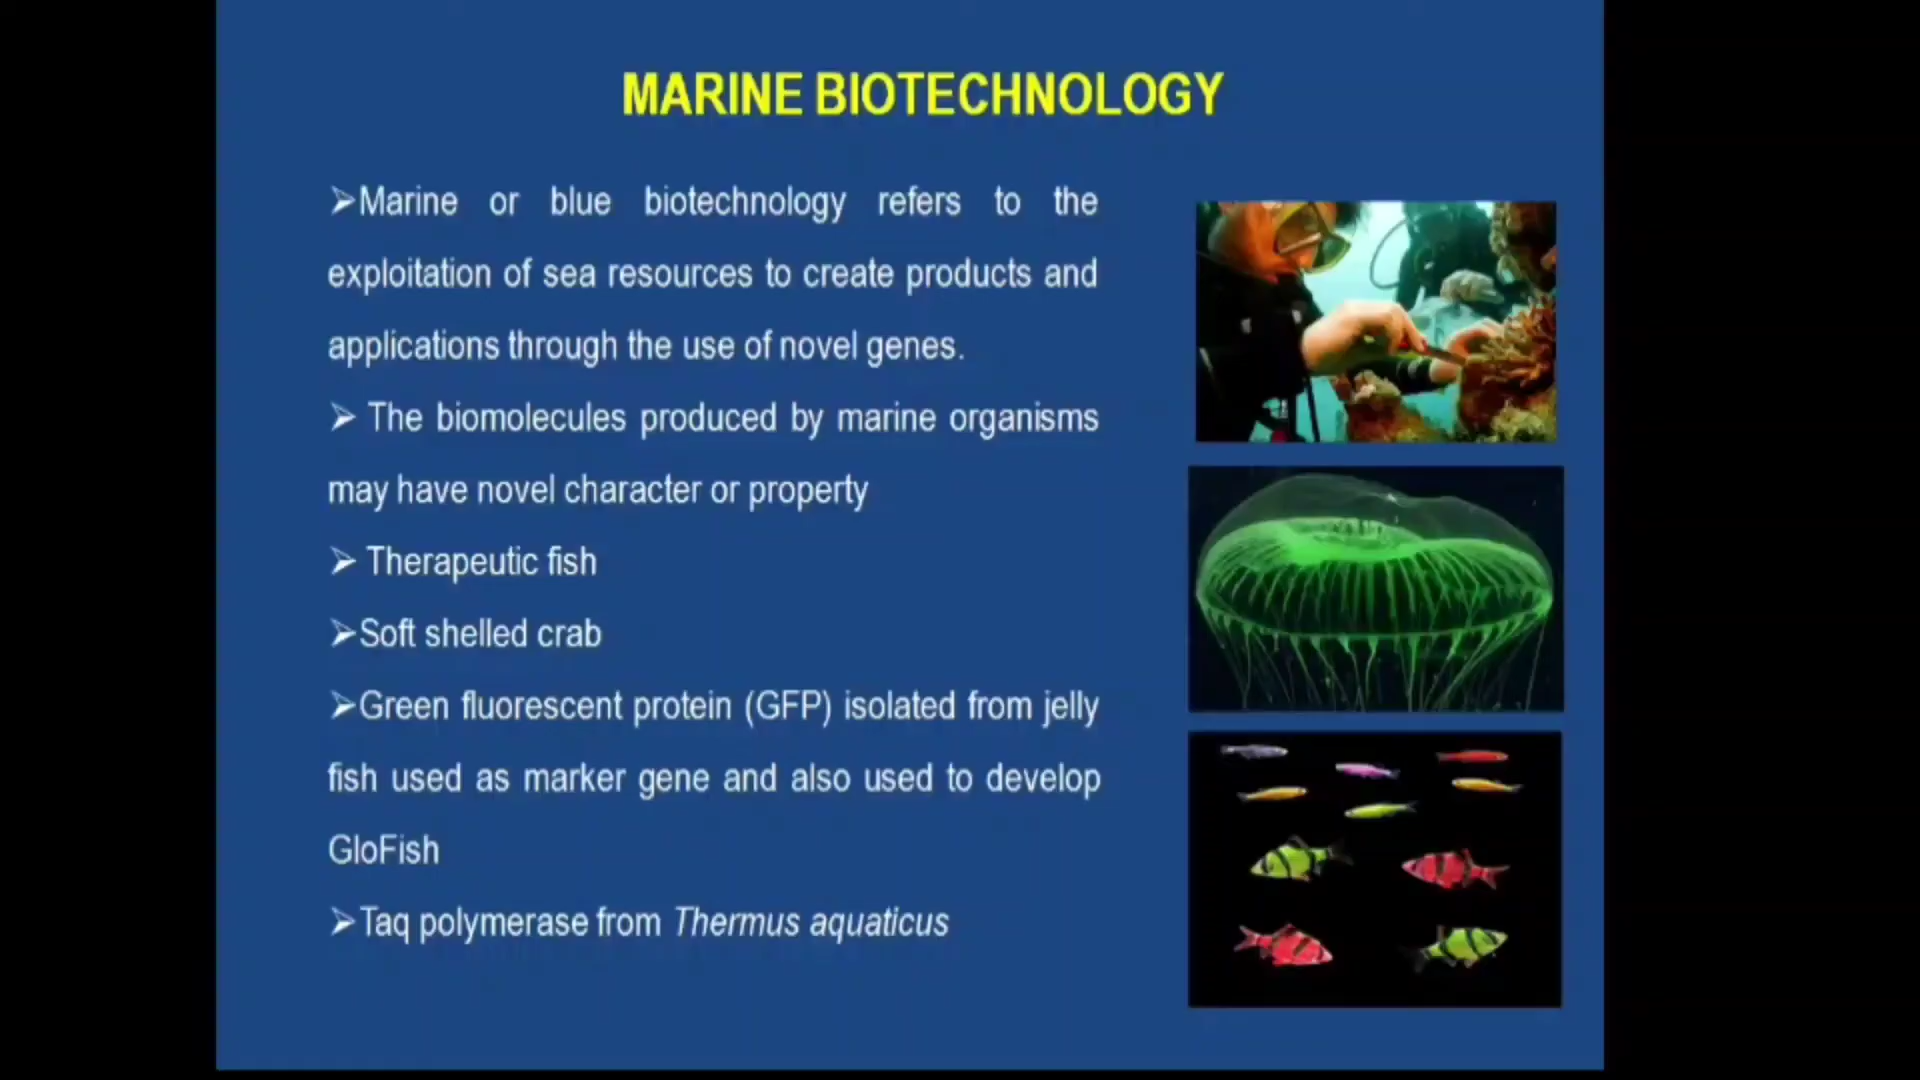 MARINE BIOTECHNOLOGY
➢Marine or blue biotechnology refers to the
exploitation of sea resources to create products and
applications through the use of novel genes.
➢ The biomolecules produced by marine organisms
may have novel character or property
➢ Therapeutic fish
➢Soft shelled crab
➢Green fluorescent protein (GFP) isolated from jelly
fish used as marker gene and also used to develop
GloFish
➢Taq polymerase from Thermus aquaticus